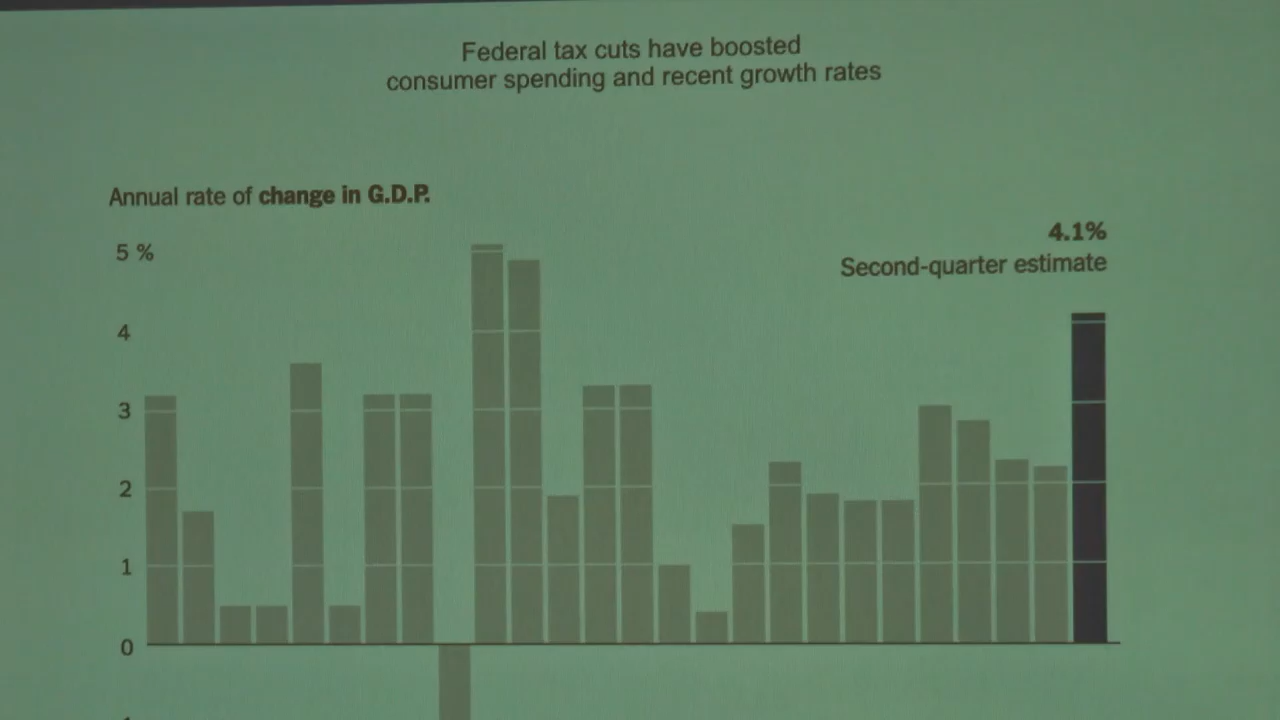 Federal tax cuts have boosted
consumer spending and recent growth rates
Annual rate of change in G.D.P.
5 %
4.1%
Second-quarter estimate
4
3
2
1
0